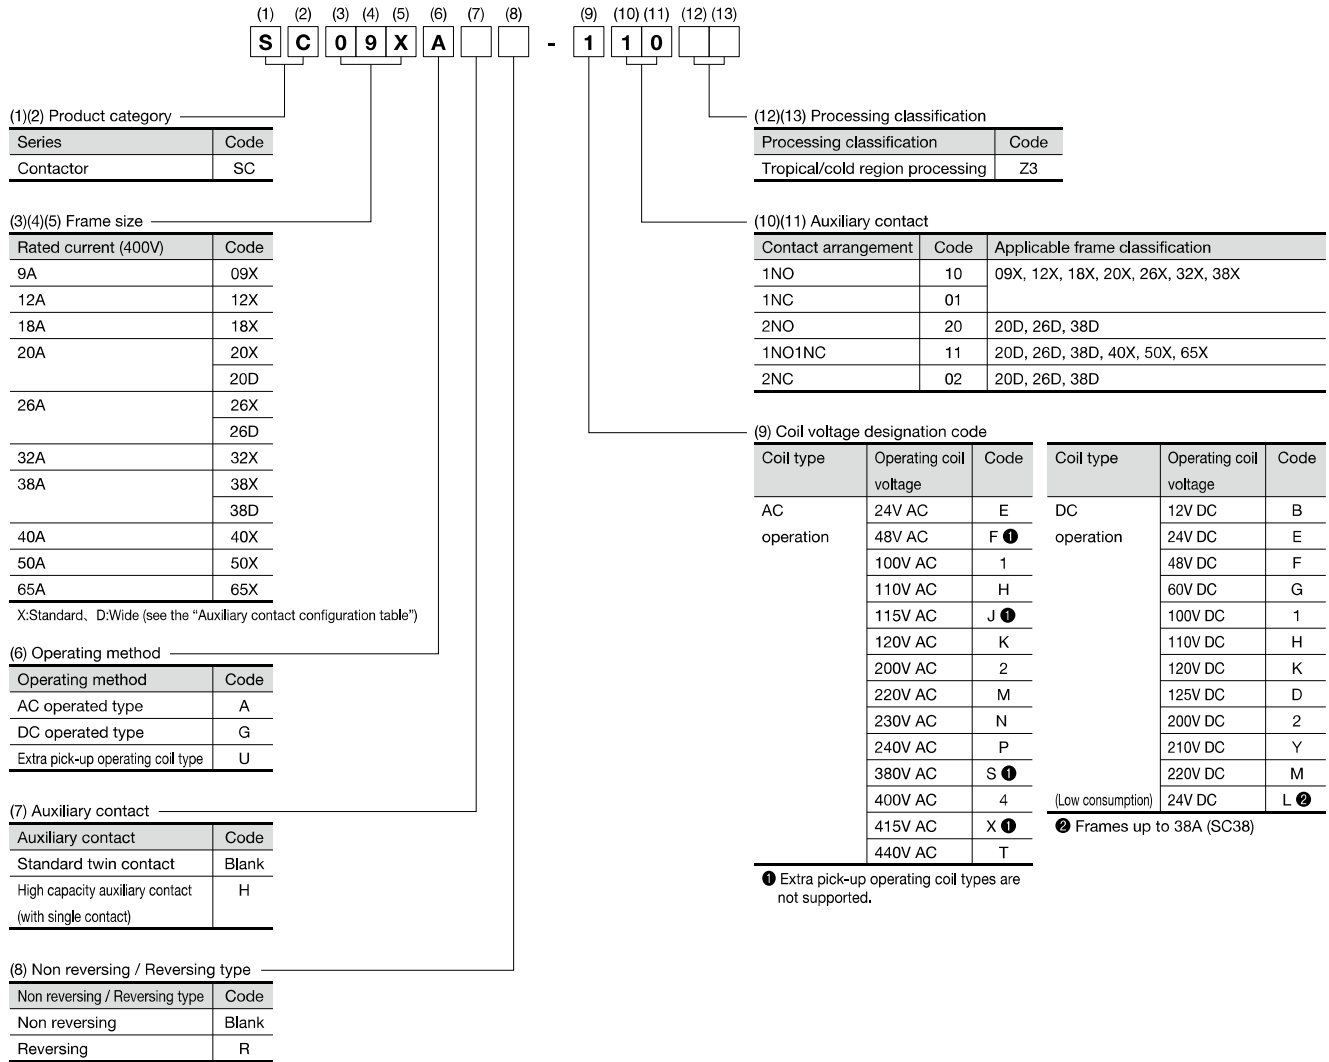 (1) (2) (3) (4) (5) (6) (7) (8) (9) (10) (11) (12) (13)
S C 0 9 X A - 1 1 0
(1)(2) Product category
Series Code
Contactor SC
(3)(4)(5) Frame size
Rated current (400V) Code
9A 09X
12A 12X
18A 18X
20A 20X
20D
26A 26X
26D
32A 32X
38A 38X
38D
40A 40X
50A 50X
65A 65X
X:Standard、D:Wide (see the “Auxiliary contact configuration table”)
(6) Operating method
Operating method Code
AC operated type A
DC operated type G
Extra pick-up operating coil type U
(7) Auxiliary contact
Auxiliary contact Code
Standard twin contact Blank
High capacity auxiliary contact H
(with single contact)
(8) Non reversing / Reversing type
Non reversing / Reversing type Code
Non reversing Blank
Reversing R
(12)(13) Processing classification
Processing classification Code
Tropical/cold region processing Z3
(10)(11) Auxiliary contact
Contact arrangement Code Applicable frame classification
1NO 10 09X, 12X, 18X, 20X, 26X, 32X, 38X
1NC 01
2NO 20 20D, 26D, 38D
1NO1NC 11 20D, 26D, 38D, 40X, 50X, 65X
2NC 02 20D, 26D, 38D
(9) Coil voltage designation code
Coil type Operating coil Code
voltage
AC 24V AC E
operation 48V AC F ❶
100V AC 1
110V AC H
115V AC J ❶
120V AC K
200V AC 2
220V AC M
230V AC N
240V AC P
380V AC S ❶
400V AC 4
415V AC X ❶
440V AC T
❶ Extra pick-up operating coil types are
not supported.
Coil type Operating coil Code
voltage
DC 12V DC B
operation 24V DC E
48V DC F
60V DC G
100V DC 1
110V DC H
120V DC K
125V DC D
200V DC 2
210V DC Y
220V DC M
(Low consumption) 24V DC L ❷
❷ Frames up to 38A (SC38)